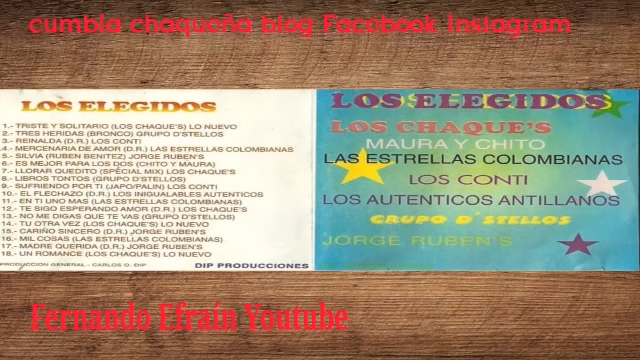 cumbia chaqueña blog Facebook Instagram
LOS ELEGIDOS
1.- TRISTE Y SOLITARIO (LOS CHAQUE'S) LO NUEVO
2.- TRES HERIDAS (BRONCO) GRUPO D'STELLOS
3.- REINALDA (D.R.) LOS CONTI
4.- MERCENARIA DE AMOR (D.R.) LAS ESTRELLAS COLOMBIANAS
5.- SILVIA (RUBEN BENITEZ) JORGE RUBEN'S
6.- ES MEJOR PARA LOS DOS (CHITO Y MAURA)
7.- LLORAR QUEDITO (SPÉCIAL MIX) LOS CHAQUE'S
8.- LIBROS TONTOS (GRUPO D'STELLOS)
9.- SUFRIENDO POR TI (JAPO/PALIN) LOS CONTI
10.- EL FLECHAZO (D.R.) LOS INIGUALABLES AUTENTICOS
11.- EN TI UNO MAS (LAS ESTRELLAS COLOMBIANAS)
12.- TE SIGO ESPERANDO AMOR (D.R.) LOS CHAQUE'S
13.- NO ME DIGAS QUE TE VAS (GRUPO D'STELLOS)
14.- TU OTRA VEZ (LOS CHAQUE'S) LO NUEVO
15.- CARIÑO SINCERO (D.R.) JORGE RUBEN'S
16.- MIL COSAS (LAS ESTRELLAS COLOMBIANAS)
17.- MADRE QUERIDA (D.R.) JORGE RUBEN'S
18.- UN ROMANCE (LOS CHAQUE'S) LO NUEVO
PRODUCCION GENERAL - CARLOS O. DIP
DIP PRODUCCIONES
LOS ELEGIDOS
LOS CHAQUE'S
MAURA Y CHITO
LAS ESTRELLAS COLOMBIANAS
LOS CONTI
LOS AUTENTICOS ANTILLANOS
GRUPO D'STELLOS
JORGE RUBEN'S
Fernando Efraín Youtube